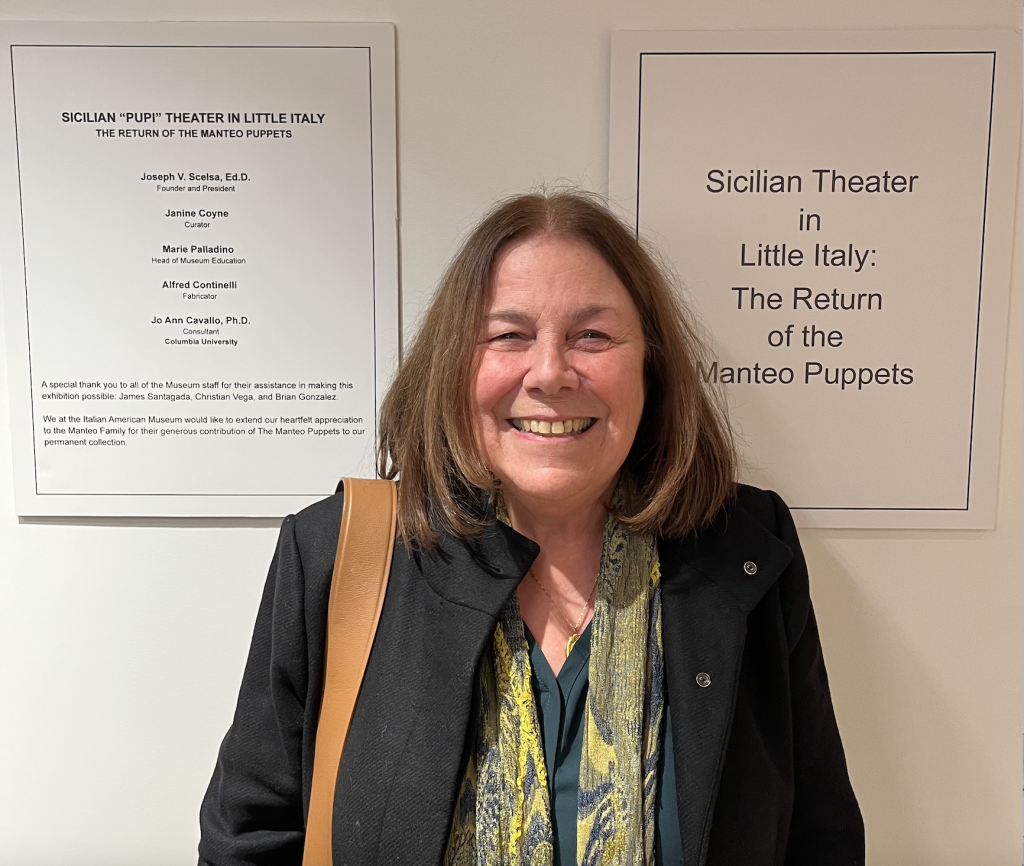 SICILIAN “PUPI” THEATER IN LITTLE ITALY
THE RETURN OF THE MANTEO PUPPETS
Joseph V. Scelsa, Ed.D.
Founder and President
Janine Coyne
Curator
Marie Palladino
Head of Museum Education
Alfred Continelli
Fabricator
Jo Ann Cavallo, Ph.D.
Consultant
Columbia University
A special thank you to all of the Museum staff for their assistance in making this
exhibition possible: James Santagada, Christian Vega, and Brian Gonzalez.
We at the Italian American Museum would like to extend our heartfelt appreciation
to the Manteo Family for their generous contribution of The Manteo Puppets to our
permanent collection.
Sicilian Theater
in
Little Italy:
The Return
of the
Manteo Puppets